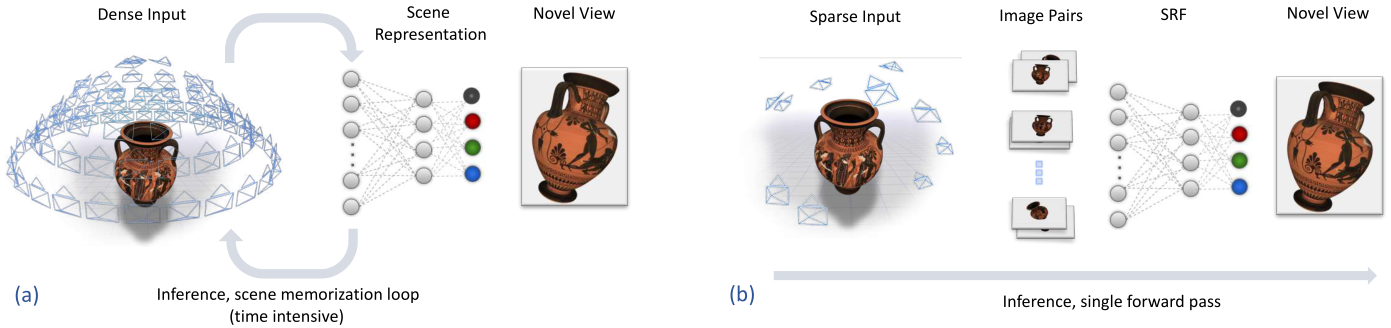 Dense Input
Scene
Representation
Novel View
Inference, scene memorization loop
(time intensive)
(a)
Sparse Input
Image Pairs
SRF
Novel View
Inference, single forward pass
(b)